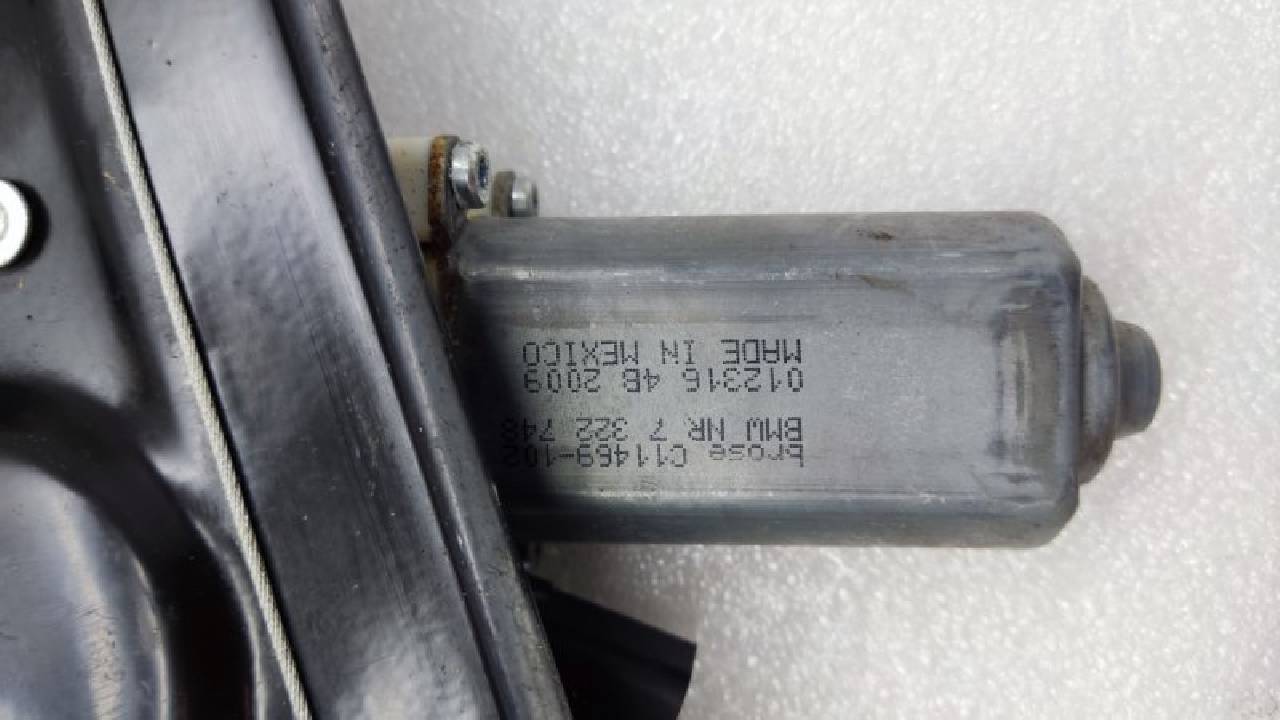 brose C11469-102
BMW NR 7 322 748
012316 4B 2009
MADE IN MEXICO